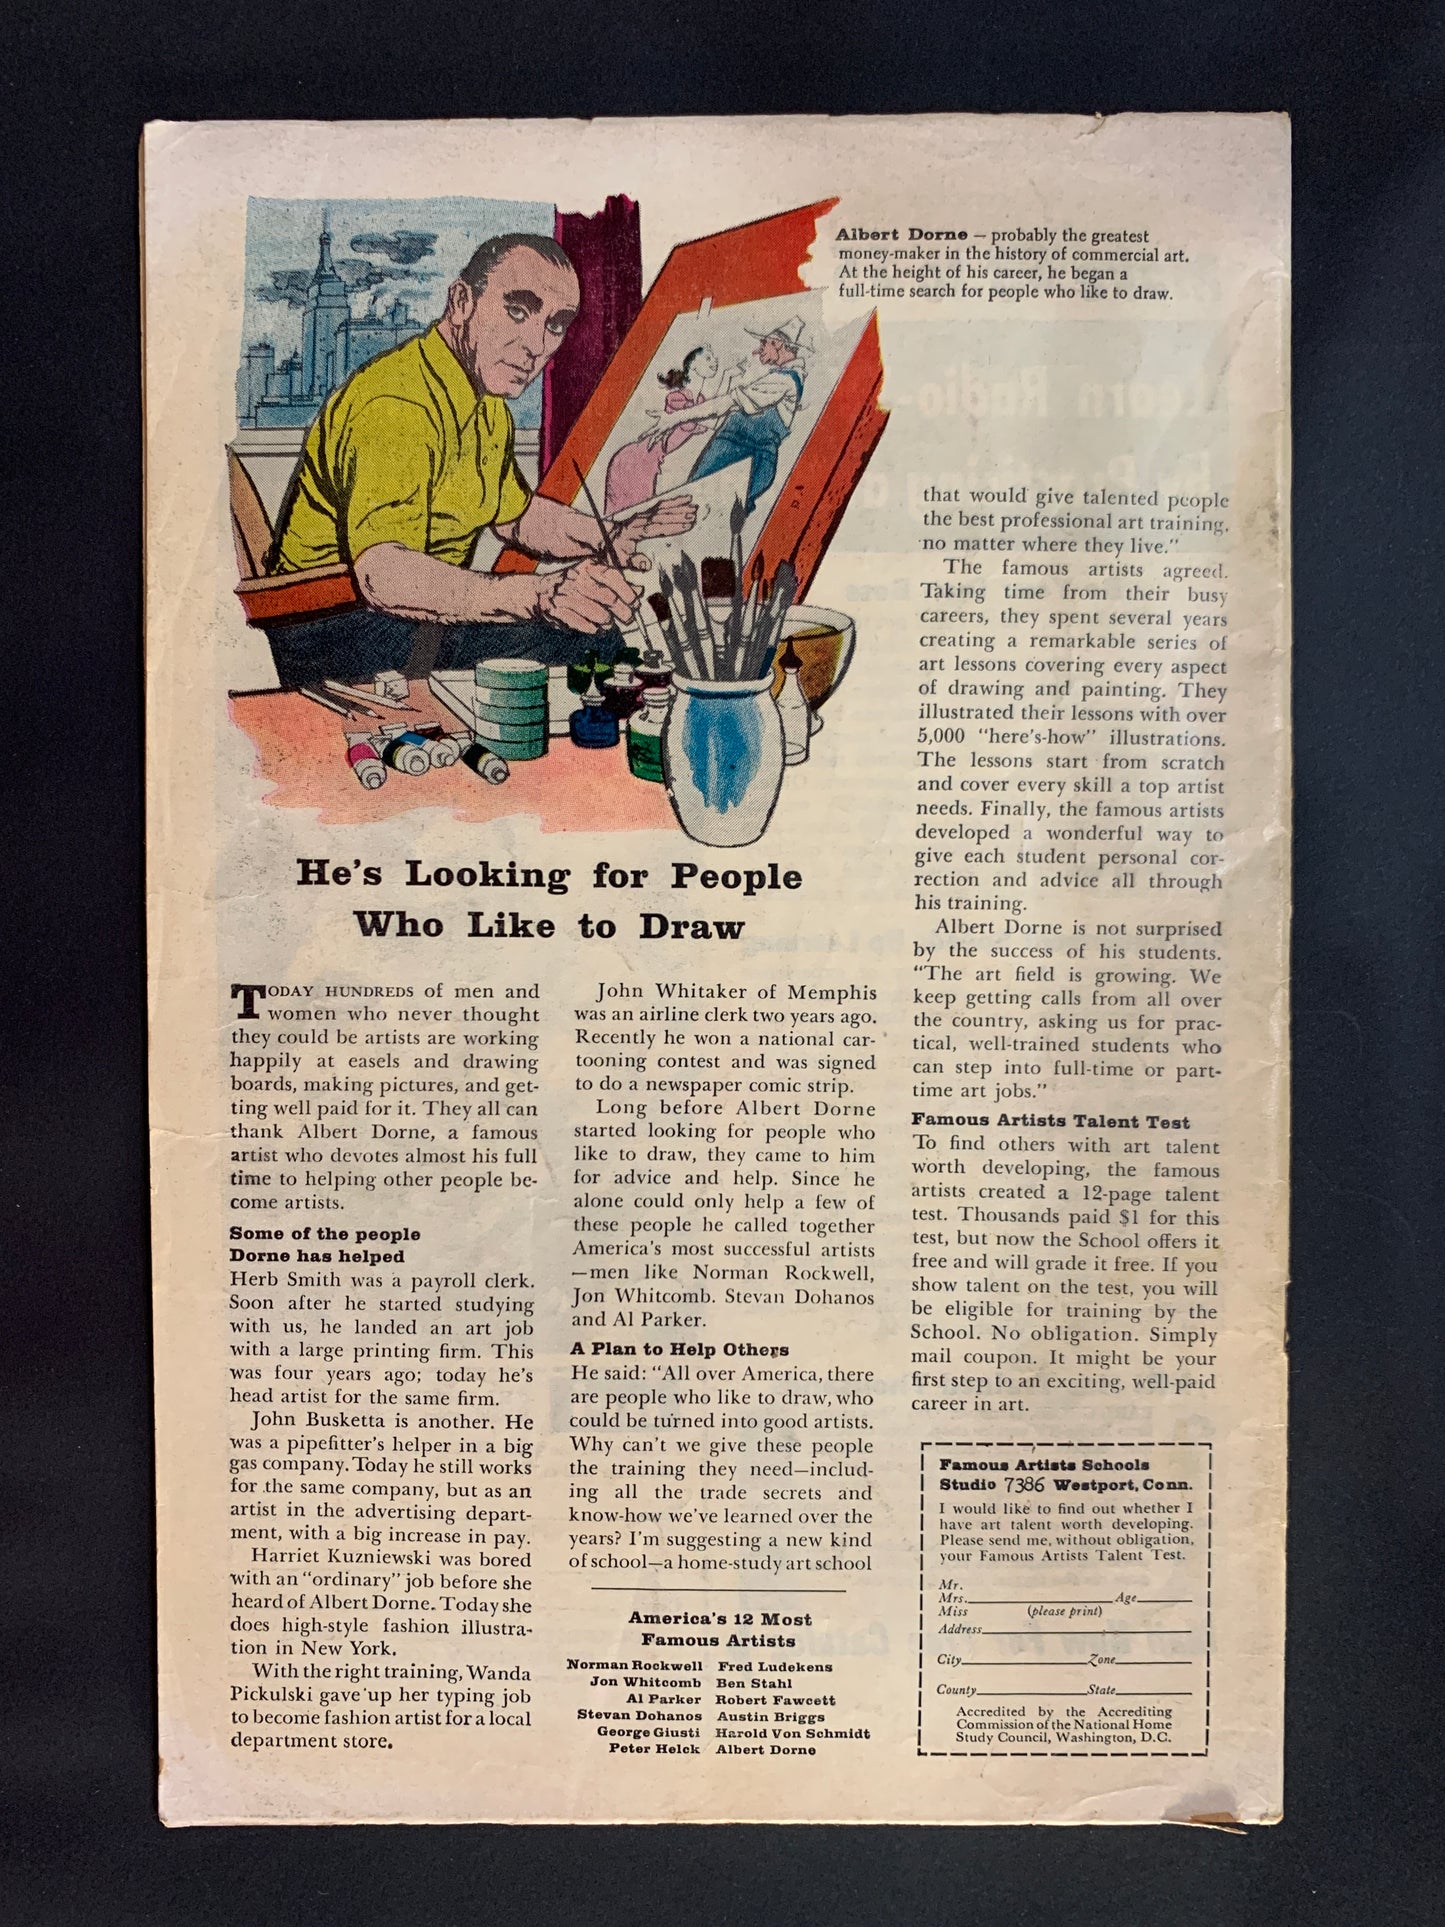 Albert Dorne – probably the greatest
money-maker in the history of commercial art.
At the height of his career, he began a
full-time search for people who like to draw.
D.A
He's Looking for People
Who Like to Draw
TODAY HUNDREDS of men and
women who never thought
they could be artists are working
happily at easels and drawing
boards, making pictures, and get-
ting well paid for it. They all can
thank Albert Dorne, a famous
artist who devotes almost his full
time to helping other people be-
come artists.
Some of the people
Dorne has helped
Herb Smith was a payroll clerk.
Soon after he started studying
with us, he landed an art job
with a large printing firm. This
was four years ago; today he's
head artist for the same firm.
John Busketta is another. He
was a pipefitter's helper in a big
gas company. Today he still works
for the same company, but as an
artist in the advertising depart-
ment, with a big increase in pay.
Harriet Kuzniewski was bored
with an "ordinary" job before she
heard of Albert Dorne. Today she
does high-style fashion illustra-
tion in New York.
With the right training, Wanda
Pickulski gave up her typing job
to become fashion artist for a local
department store.
John Whitaker of Memphis
was an airline clerk two years ago.
Recently he won a national car-
tooning contest and was signed
to do a newspaper comic strip.
Long before Albert Dorne
started looking for people who
like to draw, they came to him
for advice and help. Since he
alone could only help a few of
these people he called together
America's most successful artists
—men like Norman Rockwell,
Jon Whitcomb. Stevan Dohanos
and Al Parker.
A Plan to Help Others
He said: "All over America, there
are people who like to draw, who
could be turned into good artists.
Why can't we give these people
the training they need—includ-
ing all the trade secrets and
know-how we've learned over the
years? I'm suggesting a new kind
of school—a home-study art school
America's 12 Most
Famous Artists
Norman Rockwell Fred Ludekens
Jon Whitcomb Ben Stahl
Al Parker Robert Fawcett
Stevan Dohanos Austin Briggs
George Giusti Harold Von Schmidt
Peter Helck Albert Dorne
that would give talented people
the best professional art training,
no matter where they live."
The famous artists agreed.
Taking time from their busy
careers, they spent several years
creating a remarkable series of
art lessons covering every aspect
of drawing and painting. They
illustrated their lessons with over
5,000 "here's-how" illustrations.
The lessons start from scratch
and cover every skill a top artist
needs. Finally, the famous artists
developed a wonderful way to
give each student personal cor-
rection and advice all through
his training.
Albert Dorne is not surprised
by the success of his students.
"The art field is growing. We
keep getting calls from all over
the country, asking us for prac-
tical, well-trained students who
can step into full-time or part-
time art jobs."
Famous Artists Talent Test
To find others with art talent
worth developing, the famous
artists created a 12-page talent
test. Thousands paid $1 for this
test, but now the School offers it
free and will grade it free. If you
show talent on the test, you will
be eligible for training by the
School. No obligation. Simply
mail coupon. It might be your
first step to an exciting, well-paid
career in art.
Famous Artists Schools
Studio 7386 Westport, Conn.
I would like to find out whether I
have art talent worth developing.
Please send me, without obligation,
your Famous Artists Talent Test.
Mr.
Mrs. Age
Miss (please print)
Address
City Zone
County State
Accredited by the Accrediting
Commission of the National Home
Study Council, Washington, D.C.